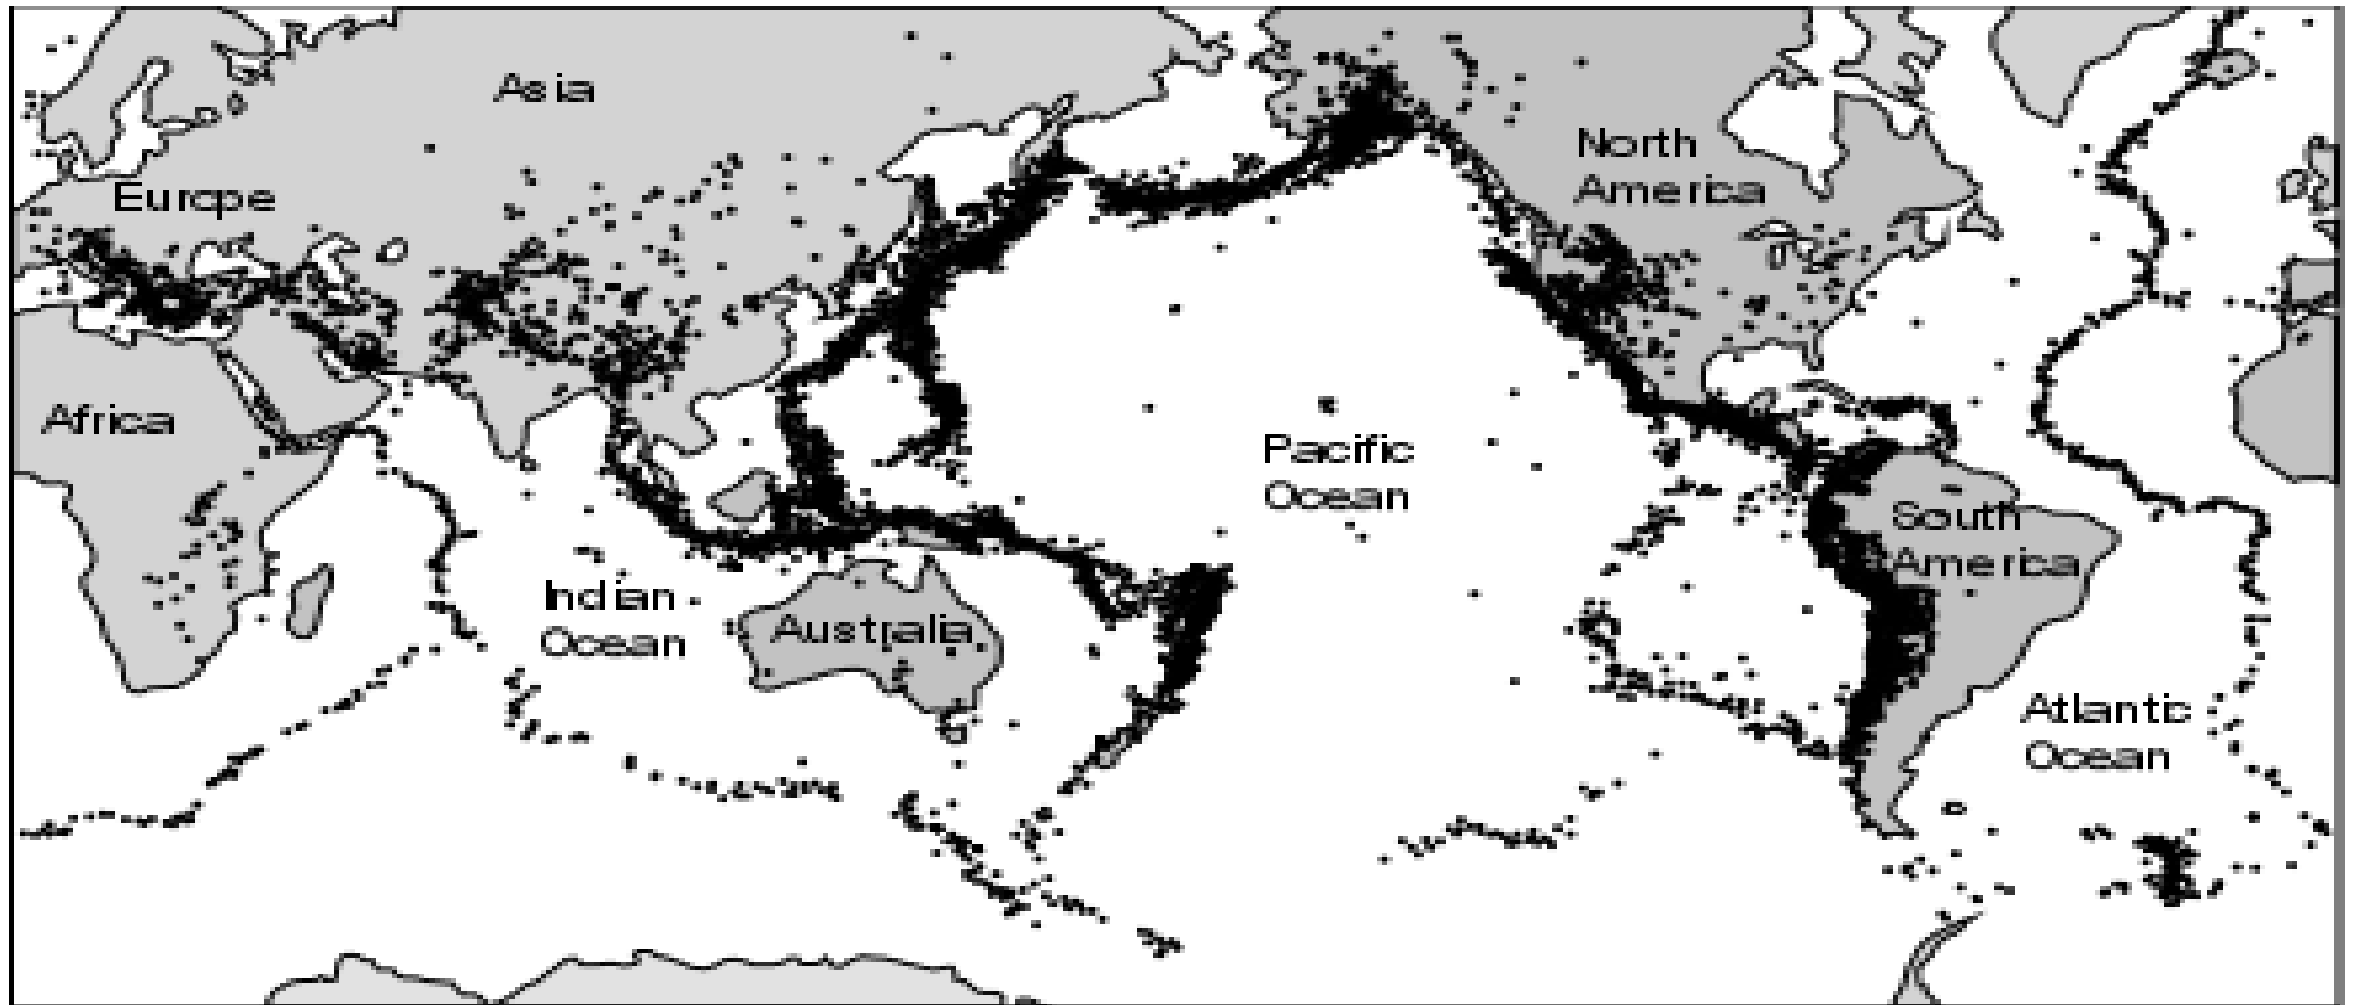 Asia
North
America
Europe
Africa
Pacific
Ocean
South
America
Indian
Ocean
Australia
Atlantic
Ocean